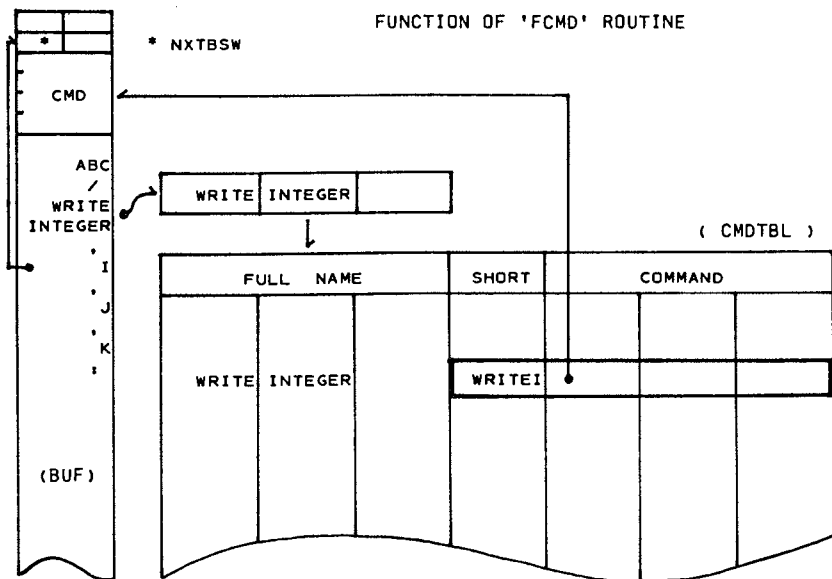 FUNCTION OF 'FCMD' ROUTINE
* * NXTBSW
CMD
ABC
/
WRITE
INTEGER
, I
, J
, K
;
(BUF)
WRITE INTEGER
( CMDTBL )
FULL NAME SHORT COMMAND
WRITE INTEGER WRITEI